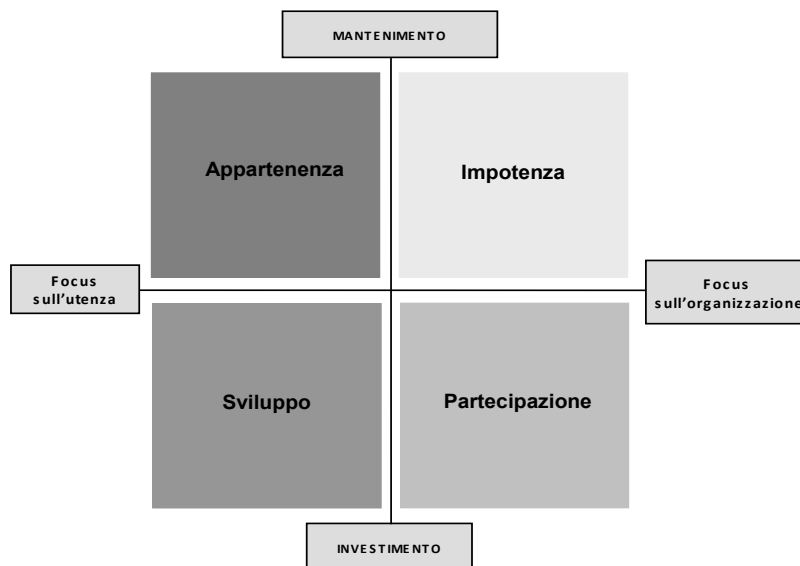 MANTENIMENTO
Appartenenza
Impotenza
Focus
sull'utenza
Focus
sull'organizzazione
Sviluppo
Partecipazione
INVESTIMENTO